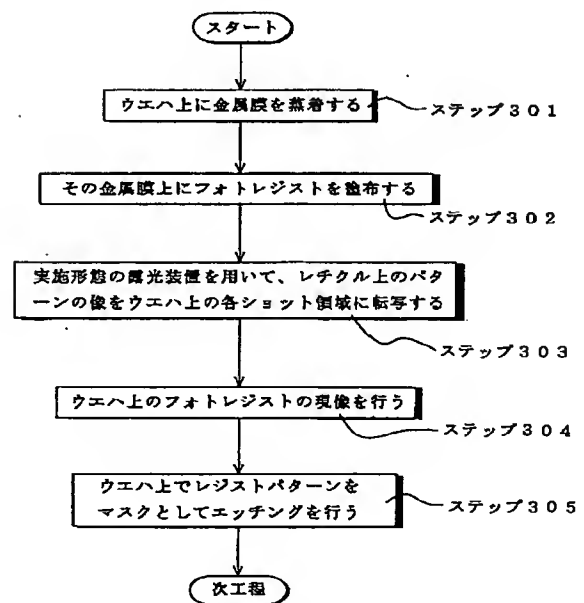 スタート
ウエハ上に金属膜を蒸着する
ステップ301
その金属膜上にフォトレジストを塗布する
ステップ302
実施形態の露光装置を用いて、レチクル上のパタ
ーンの像をウエハ上の各ショット領域に転写する
ステップ303
ウエハ上のフォトレジストの現像を行う
ステップ304
ウエハ上でレジストパターンを
マスクとしてエッチングを行う
ステップ305
次工程